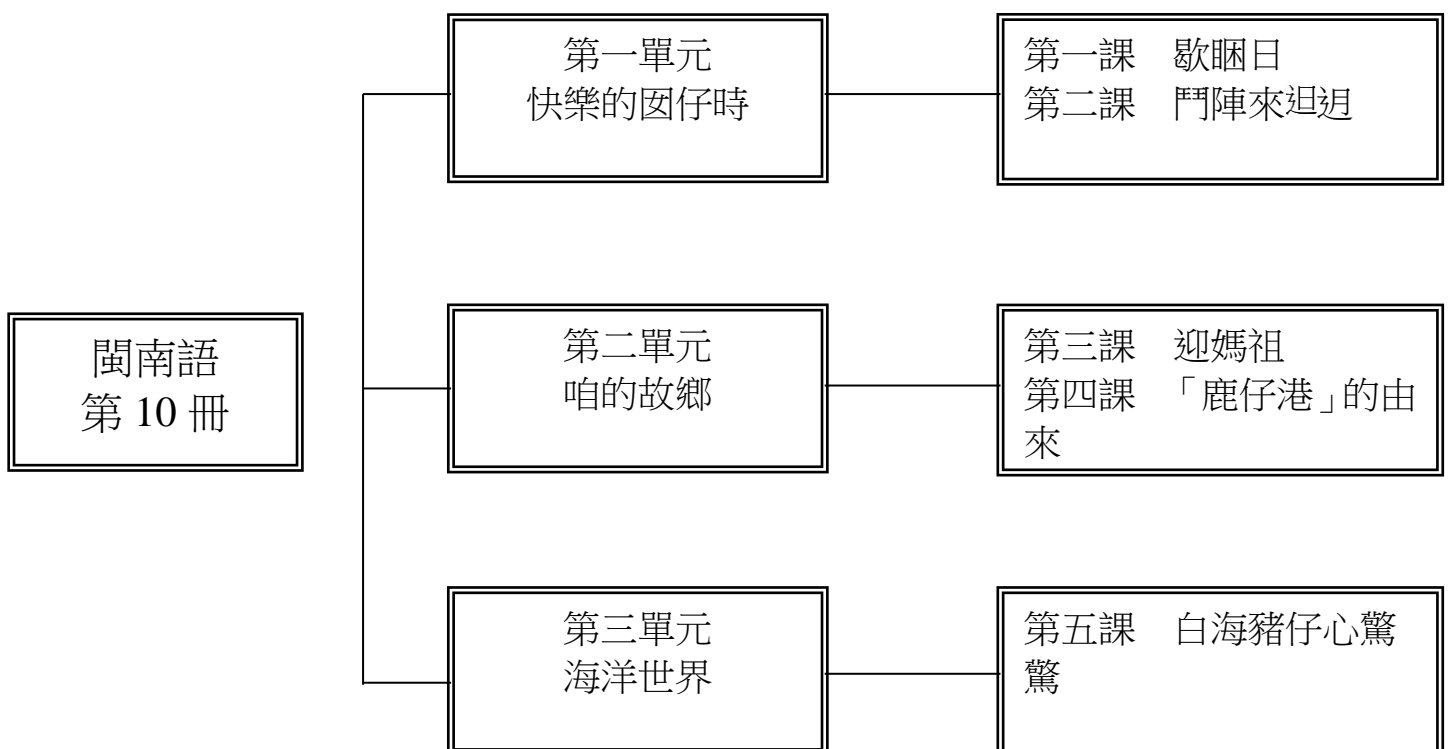 第一單元
快樂的囡仔時
第一課　歇睏日
第二課　鬥陣來迌迌
閩南語
第 10 冊
第二單元
咱的故鄉
第三課　迎媽祖
第四課　「鹿仔港」的由
來
第三單元
海洋世界
第五課　白海豬仔心驚
驚